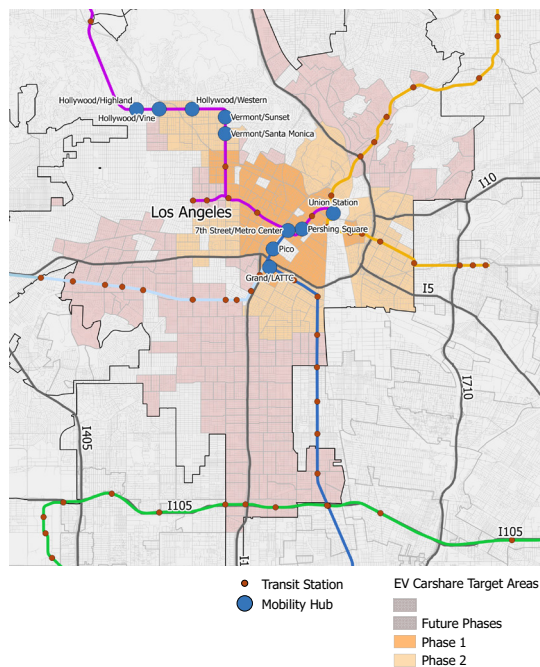 Hollywood/Highland
Hollywood/Western
Hollywood/Vine
Vermont/Sunset
Vermont/Santa Monica
I10
Union Station
Los Angeles
7th Street/Metro Center
Pershing Square
Pico
Grand/LATTC
I5
I710
I405
I105
I105
I1
Transit Station
Mobility Hub
EV Carshare Target Areas
Future Phases
Phase 1
Phase 2